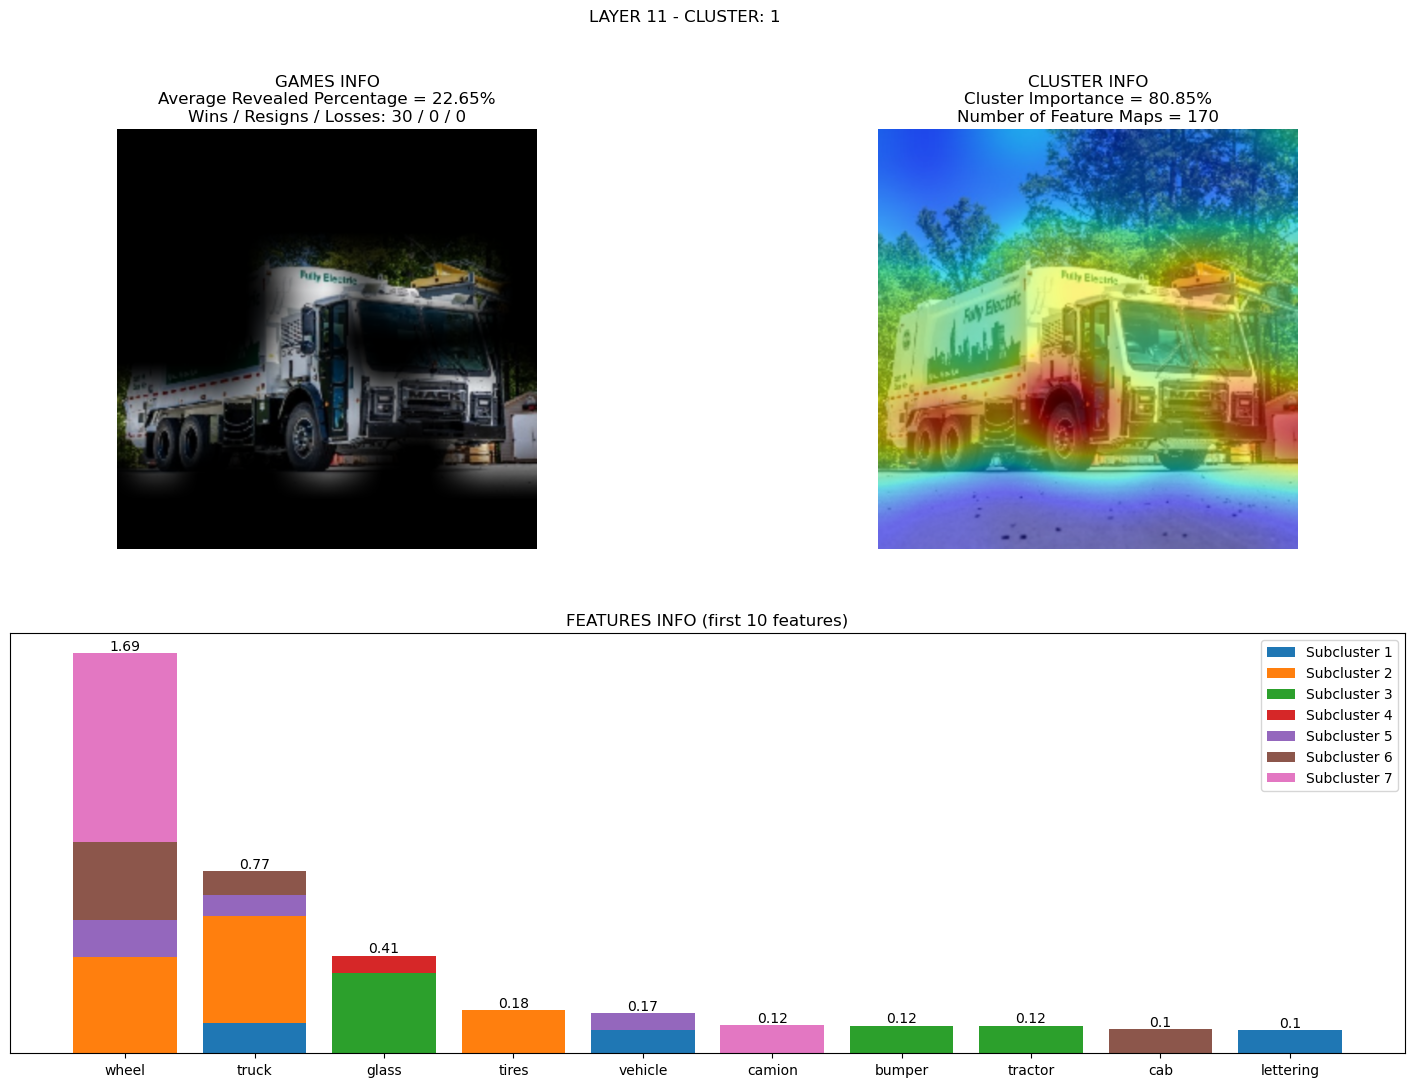 LAYER 11 - CLUSTER: 1
GAMES INFO
Average Revealed Percentage = 22.65%
Wins / Resigns / Losses: 30 / 0 / 0
Fully Electric
CLUSTER INFO
Cluster Importance = 80.85%
Number of Feature Maps = 170
Fully Electric
Fully Electric
FEATURES INFO (first 10 features)
1.69
0.77
0.41
0.18
0.17
0.12
0.12
0.12
0.1
0.1
Subcluster 1
Subcluster 2
Subcluster 3
Subcluster 4
Subcluster 5
Subcluster 6
Subcluster 7
wheel truck glass tires vehicle camion bumper tractor cab lettering